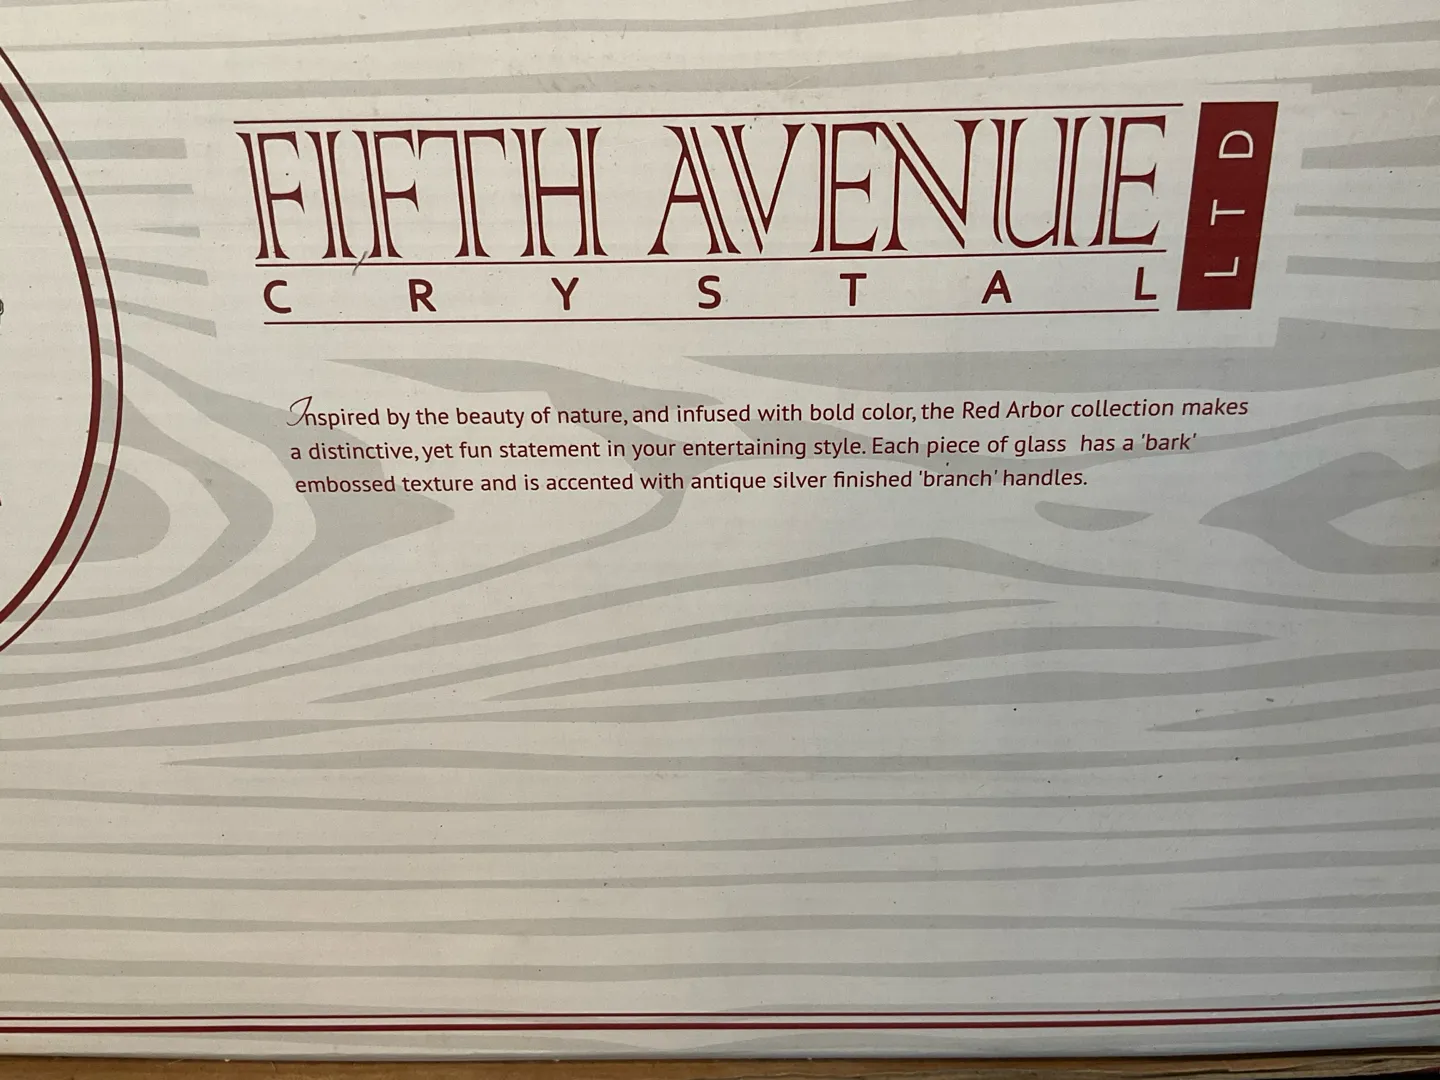 FIFTH AVENUE
CRYSTAL
LTD
Inspired by the beauty of nature, and infused with bold color, the Red Arbor collection makes
a distinctive, yet fun statement in your entertaining style. Each piece of glass has a 'bark'
embossed texture and is accented with antique silver finished 'branch' handles.